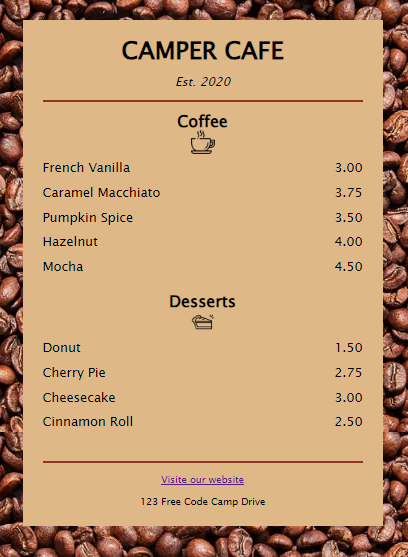 CAMPER CAFE
Est. 2020
Coffee
French Vanilla 3.00
Caramel Macchiato 3.75
Pumpkin Spice 3.50
Hazelnut 4.00
Mocha 4.50
Desserts
Donut 1.50
Cherry Pie 2.75
Cheesecake 3.00
Cinnamon Roll 2.50
Visite our website
123 Free Code Camp Drive